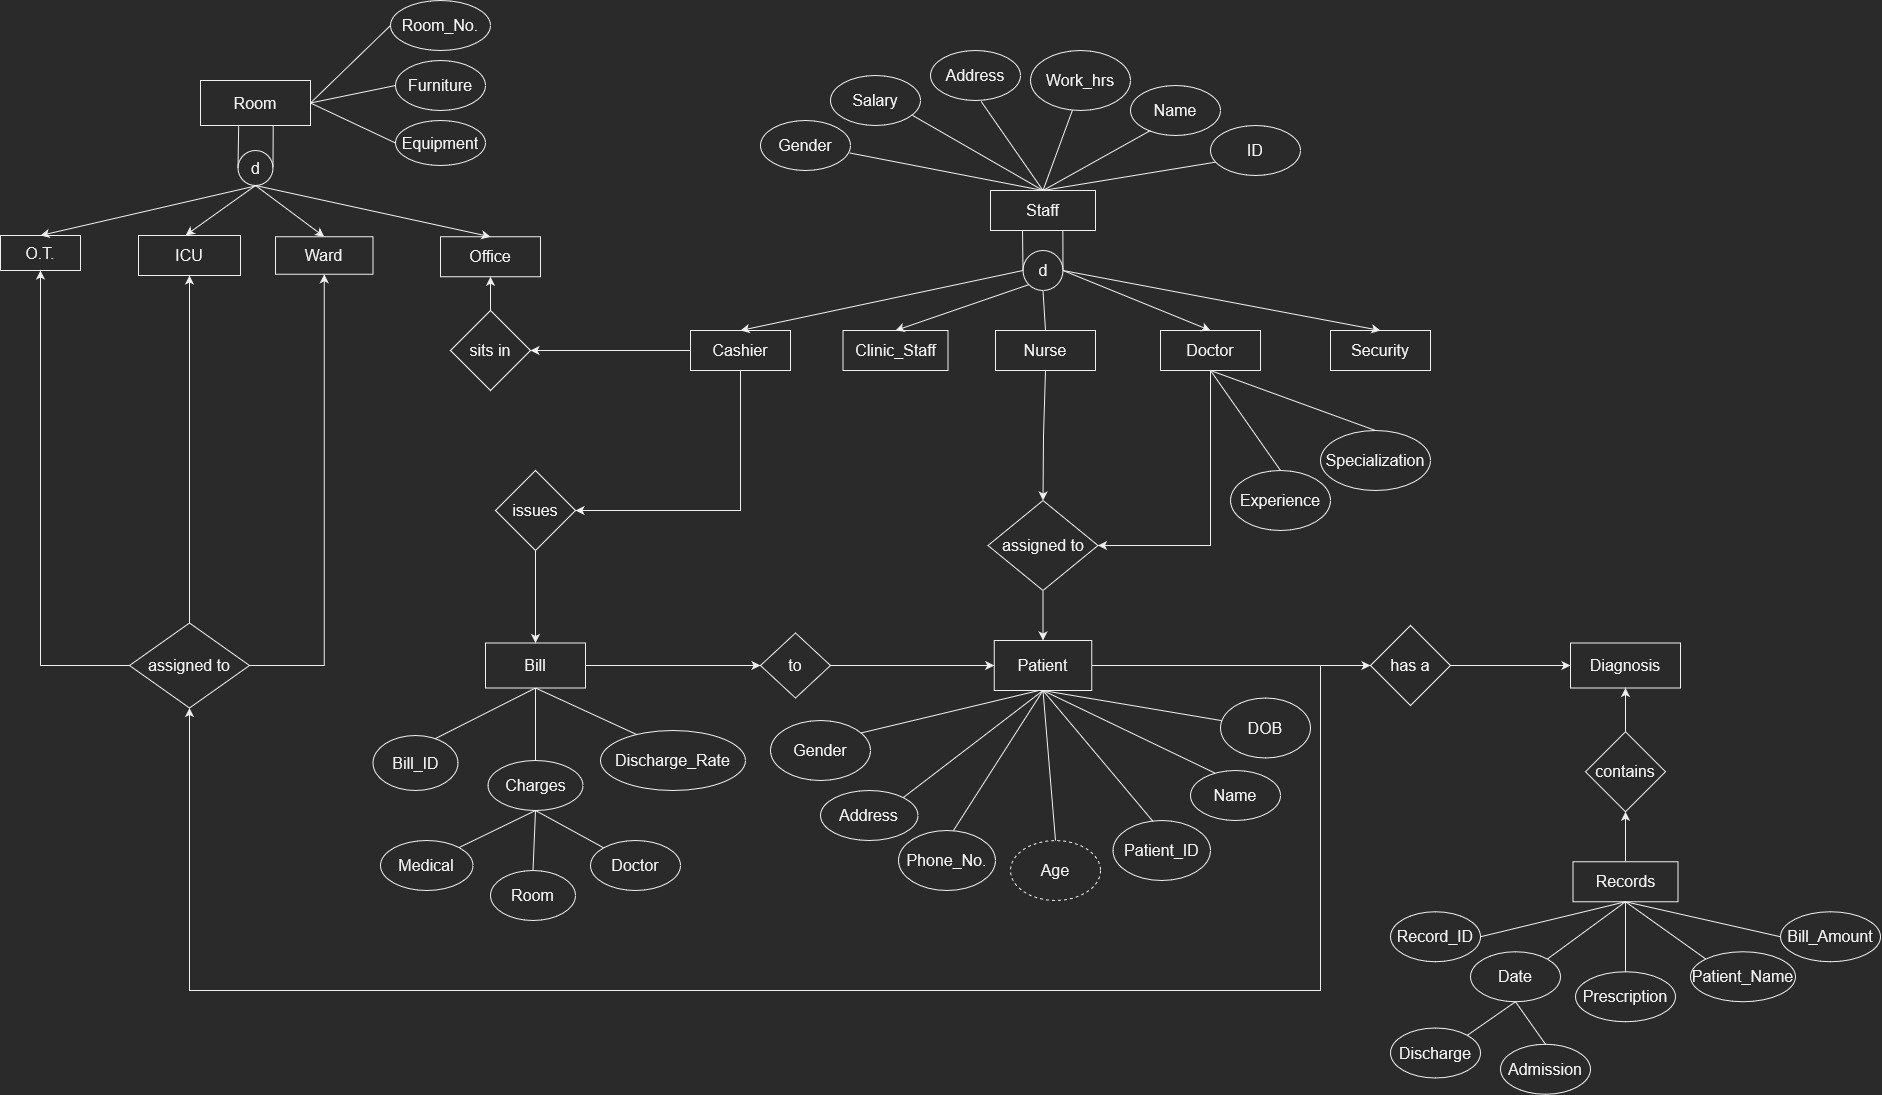 Room_No.
Furniture
Equipment
Room
d
O.T.
ICU
Ward
Office
Address
Work_hrs
Salary
Name
Gender
ID
Staff
d
sits in
Cashier
Clinic_Staff
Nurse
Doctor
Security
Specialization
Experience
issues
assigned to
assigned to
Bill
to
Patient
has a
Diagnosis
Bill_ID
Charges
Discharge_Rate
Medical
Room
Doctor
Gender
Address
Phone_No.
Age
Patient_ID
Name
DOB
contains
Records
Record_ID
Date
Prescription
Patient_Name
Bill_Amount
Discharge
Admission